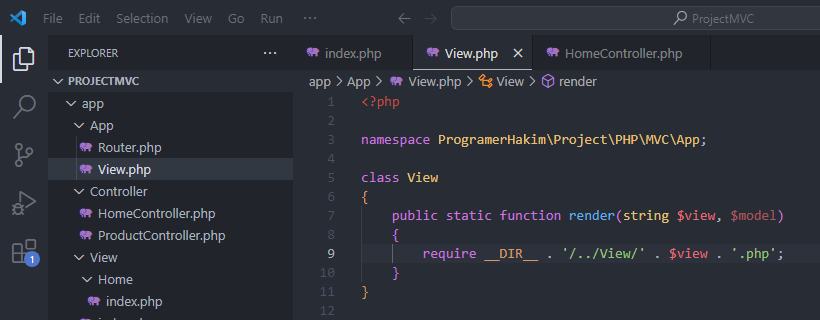 File Edit Selection View Go Run ··· ← → ProjectMVC
EXPLORER ···
PROJECTMVC
app
App
Router.php
View.php
Controller
HomeController.php
ProductController.php
View
Home
index.php
1
index.php View.php × HomeController.php
app > App > View.php > View > render
1 <?php
2
3 namespace ProgramerHakim\Project\PHP\MVC\App;
4
5 class View
6 {
7 public static function render(string $view, $model)
8 {
9 require __DIR__ . '/../View/' . $view . '.php';
10 }
11 }
12